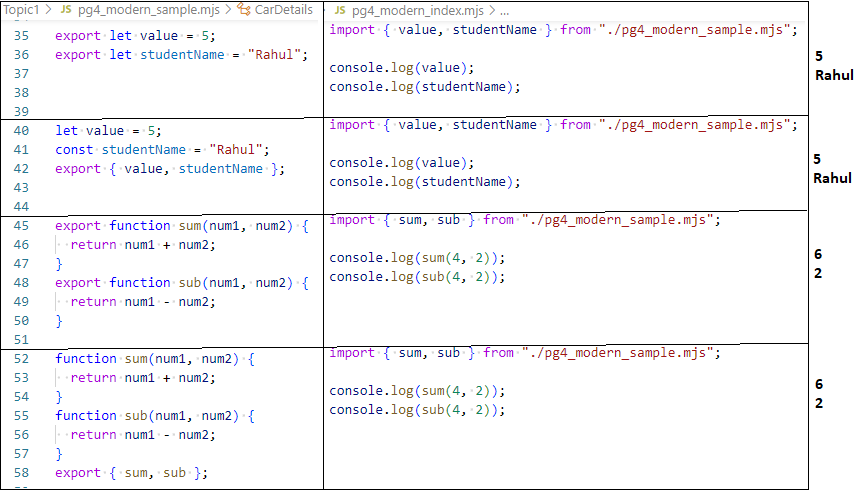 Topic1 > JS pg4_modern_sample.mjs > CarDetails
35 export let value = 5;
36 export let studentName = "Rahul";
37
38
39
40 let value = 5;
41 const studentName = "Rahul";
42 export { value, studentName };
43
44
45 export function sum(num1, num2) {
46 return num1 + num2;
47 }
48 export function sub(num1, num2) {
49 return num1 - num2;
50 }
51
52 function sum(num1, num2) {
53 return num1 + num2;
54 }
55 function sub(num1, num2) {
56 return num1 - num2;
57 }
58 export { sum, sub };
JS pg4_modern_index.mjs > ...
import { value, studentName } from "./pg4_modern_sample.mjs";
console.log(value);
console.log(studentName);
import { value, studentName } from "./pg4_modern_sample.mjs";
console.log(value);
console.log(studentName);
import { sum, sub } from "./pg4_modern_sample.mjs";
console.log(sum(4, 2));
console.log(sub(4, 2));
import { sum, sub } from "./pg4_modern_sample.mjs";
console.log(sum(4, 2));
console.log(sub(4, 2));
5
Rahul
5
Rahul
6
2
6
2